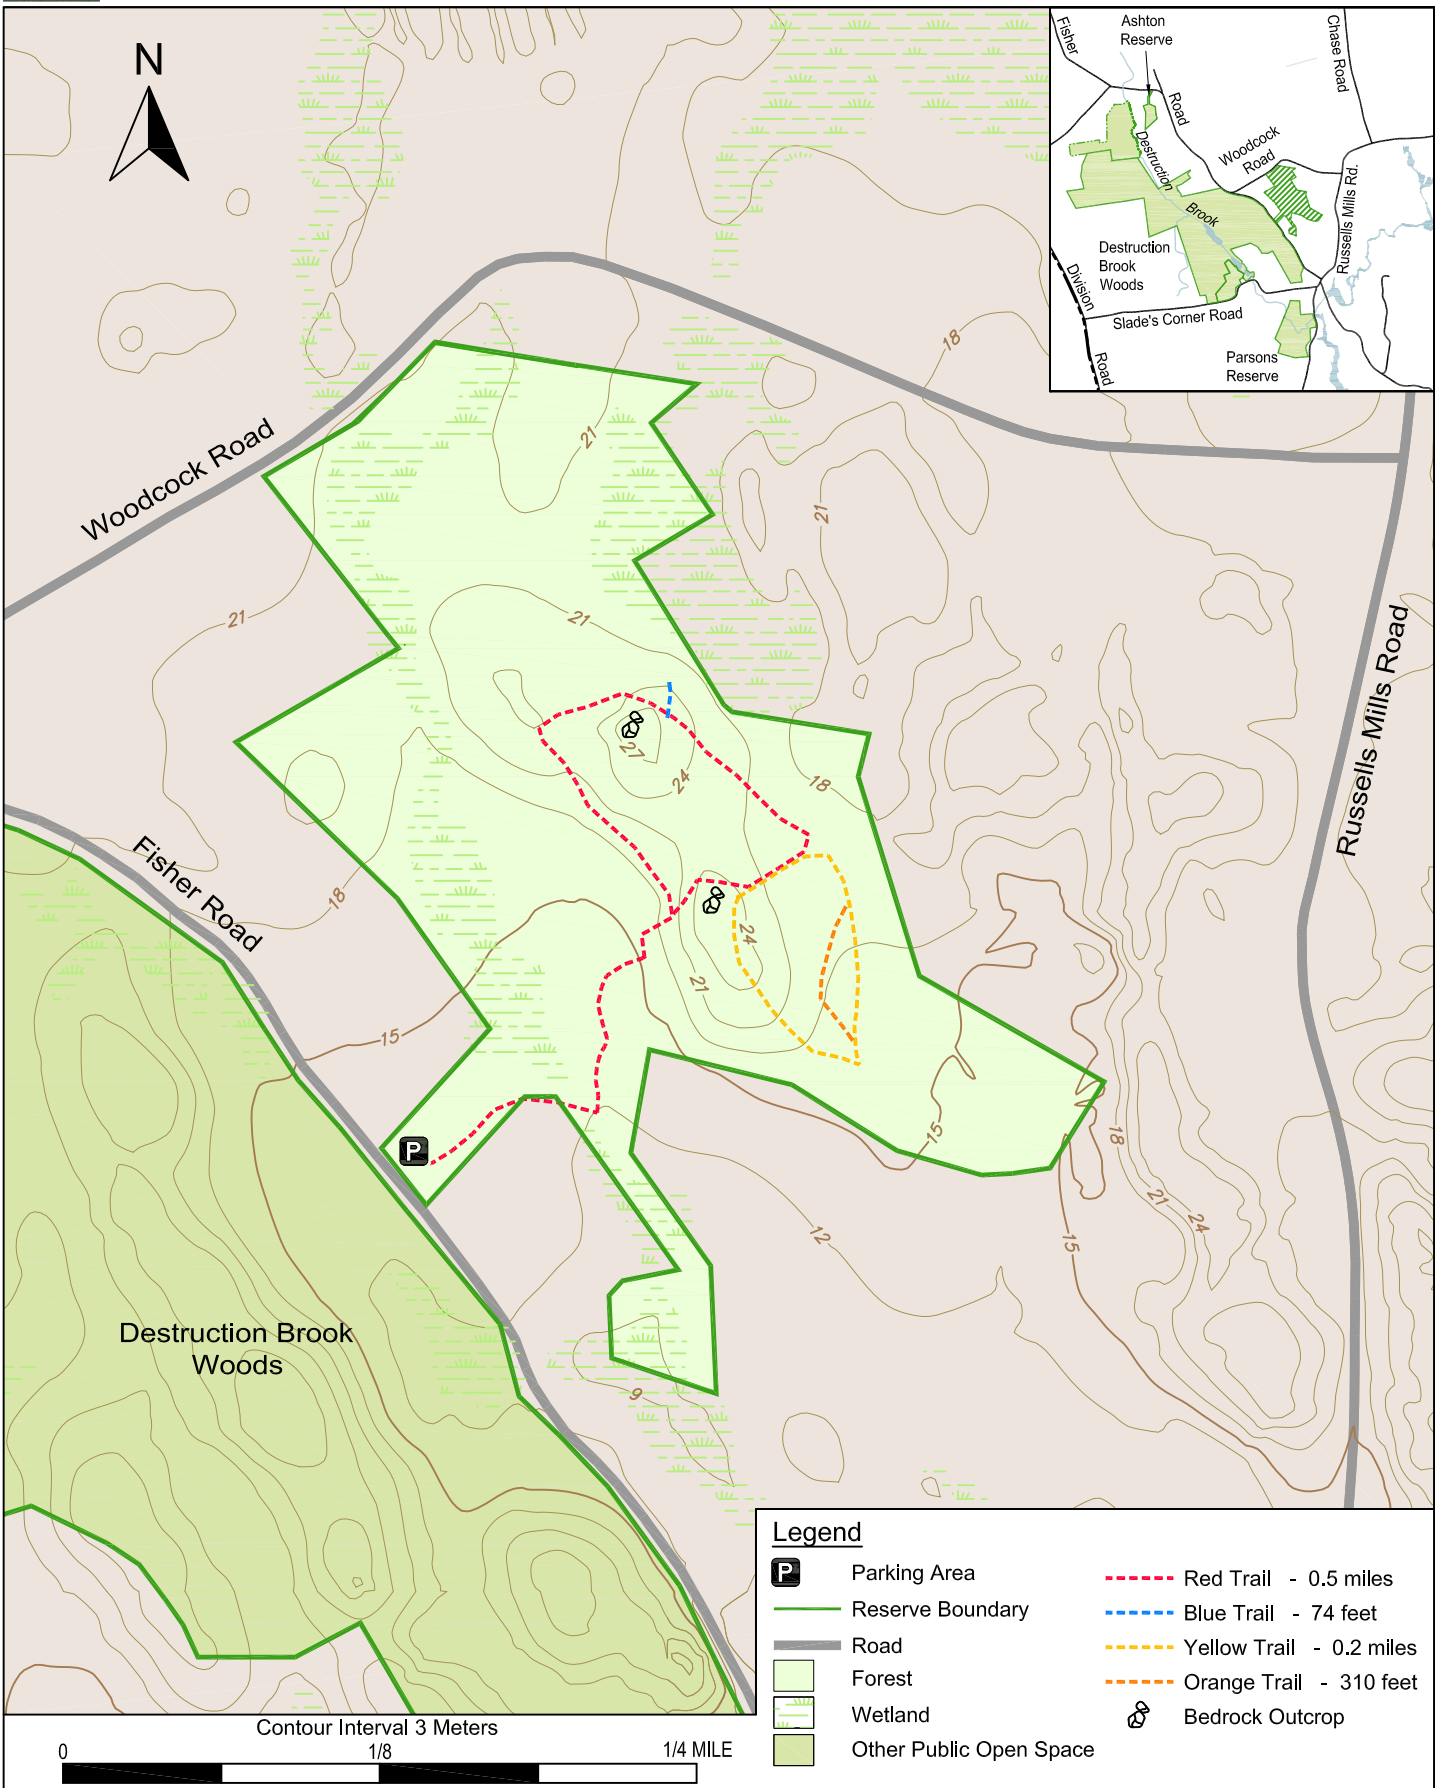 N
Fisher
Ashton
Reserve
Chase Road
Road
Woodcock
Road
Destruction
Brook
Russells Mills Rd.
Destruction
Brook
Woods
Division
Road
Slade's Corner Road
Parsons
Reserve
18
21
Woodcock Road
21
21
21
Russells Mills Road
27
24
18
Fisher Road
18
24
21
15
P
15
18
21
24
12
15
Destruction Brook
Woods
9
Legend
P Parking Area
Reserve Boundary
Road
Forest
Wetland
Other Public Open Space
Red Trail - 0.5 miles
Blue Trail - 74 feet
Yellow Trail - 0.2 miles
Orange Trail - 310 feet
Bedrock Outcrop
Contour Interval 3 Meters
0 1/8 1/4 MILE